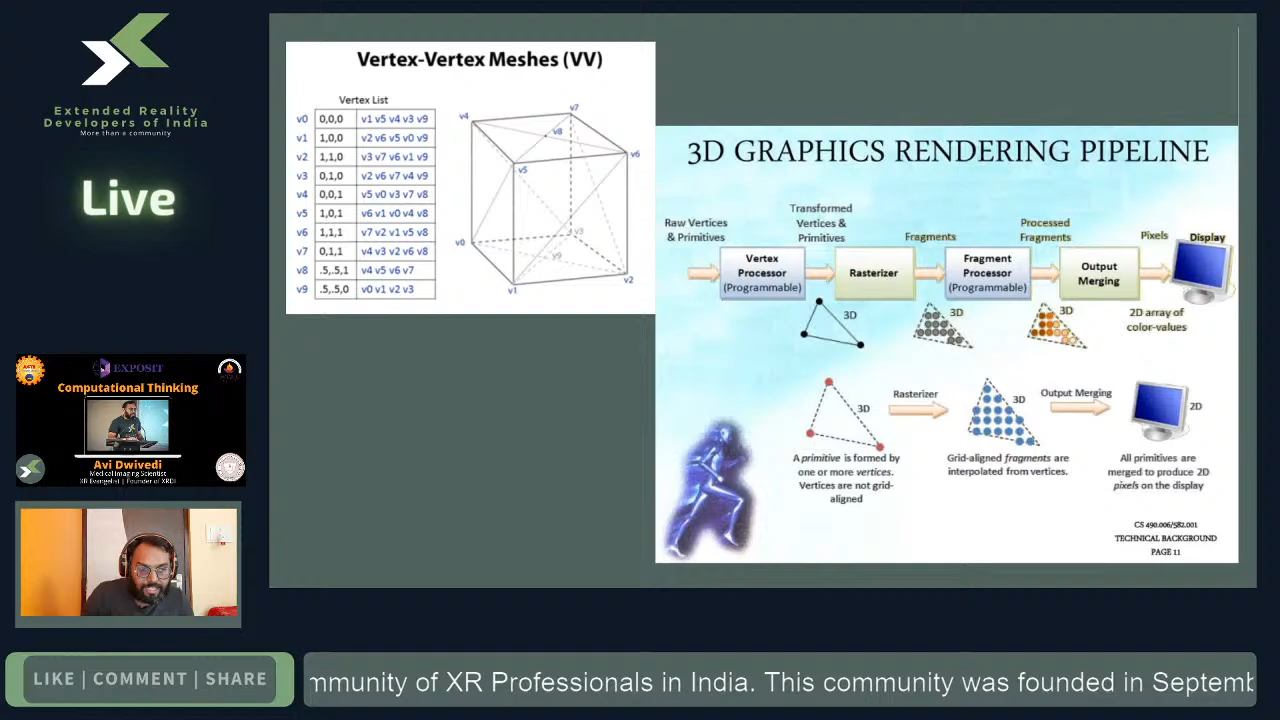 Extended Reality
Developers of India
More than a community
Live
EXPOSIT
Computational Thinking
Avi Dwivedi
Medical Imaging Scientist
XR Evangelist | Founder of XRDI
LIKE | COMMENT | SHARE
mmunity of XR Professionals in India. This community was founded in Septemb
Vertex-Vertex Meshes (VV)
Vertex List
v0 0,0,0 v1 v5 v4 v3 v9
v1 1,0,0 v2 v6 v5 v0 v9
v2 1,1,0 v3 v7 v6 v1 v9
v3 0,1,0 v2 v6 v7 v4 v9
v4 0,0,1 v5 v0 v3 v7 v8
v5 1,0,1 v6 v1 v0 v4 v8
v6 1,1,1 v7 v2 v1 v5 v8
v7 0,1,1 v4 v3 v2 v6 v8
v8 .5,.5,1 v4 v5 v6 v7
v9 .5,.5,0 v0 v1 v2 v3
v7
v4
v8
v6
v5
v3
v0
v9
v2
v1
3D GRAPHICS RENDERING PIPELINE
Raw Vertices
& Primitives
Transformed
Vertices &
Primitives
Fragments
Processed
Fragments
Pixels
Display
Vertex
Processor
(Programmable)
Rasterizer
Fragment
Processor
(Programmable)
Output
Merging
3D
3D
3D
2D array of
color-values
3D
Rasterizer
3D
Output Merging
2D
A primitive is formed by
one or more vertices.
Vertices are not grid-
aligned
Grid-aligned fragments are
interpolated from vertices.
All primitives are
merged to produce 2D
pixels on the display
CS 490.006/582.001
TECHNICAL BACKGROUND
PAGE 11